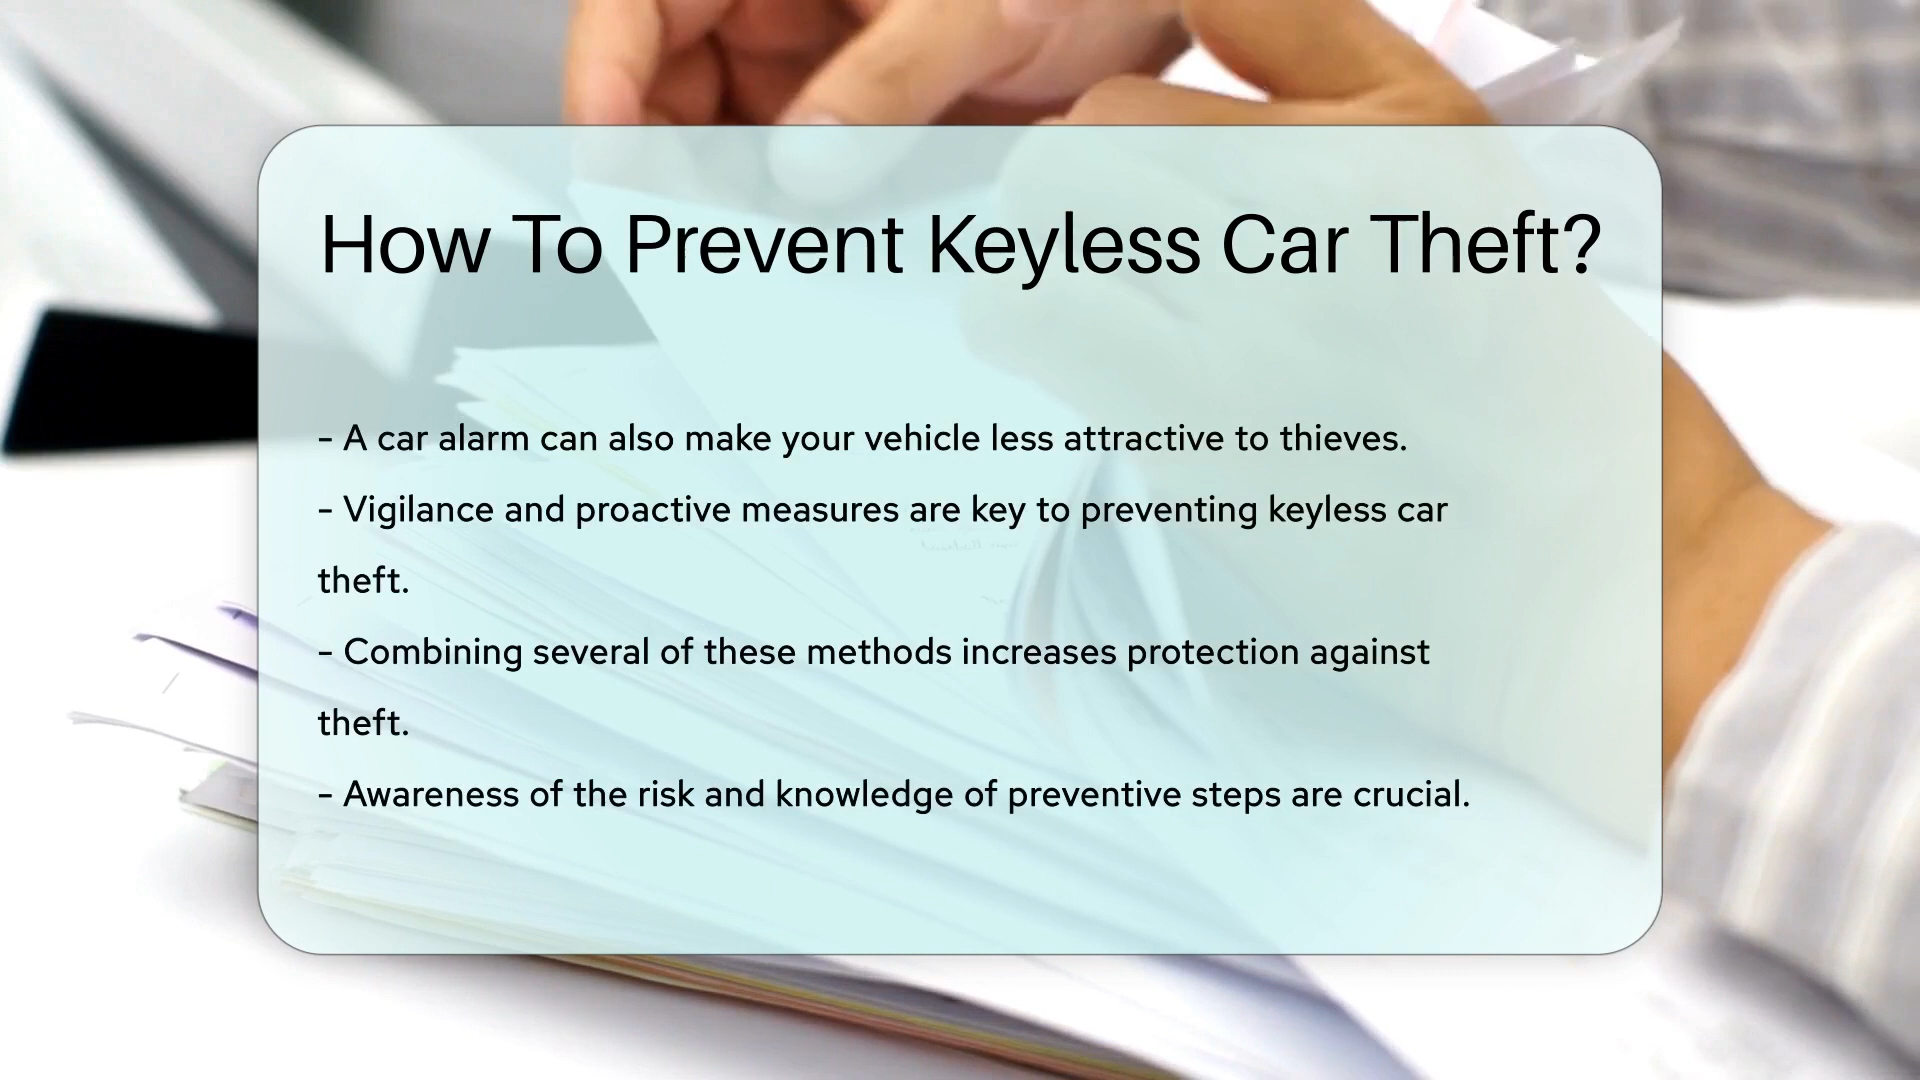 How To Prevent Keyless Car Theft?
- A car alarm can also make your vehicle less attractive to thieves.
- Vigilance and proactive measures are key to preventing keyless car
theft.
- Combining several of these methods increases protection against
theft.
- Awareness of the risk and knowledge of preventive steps are crucial.